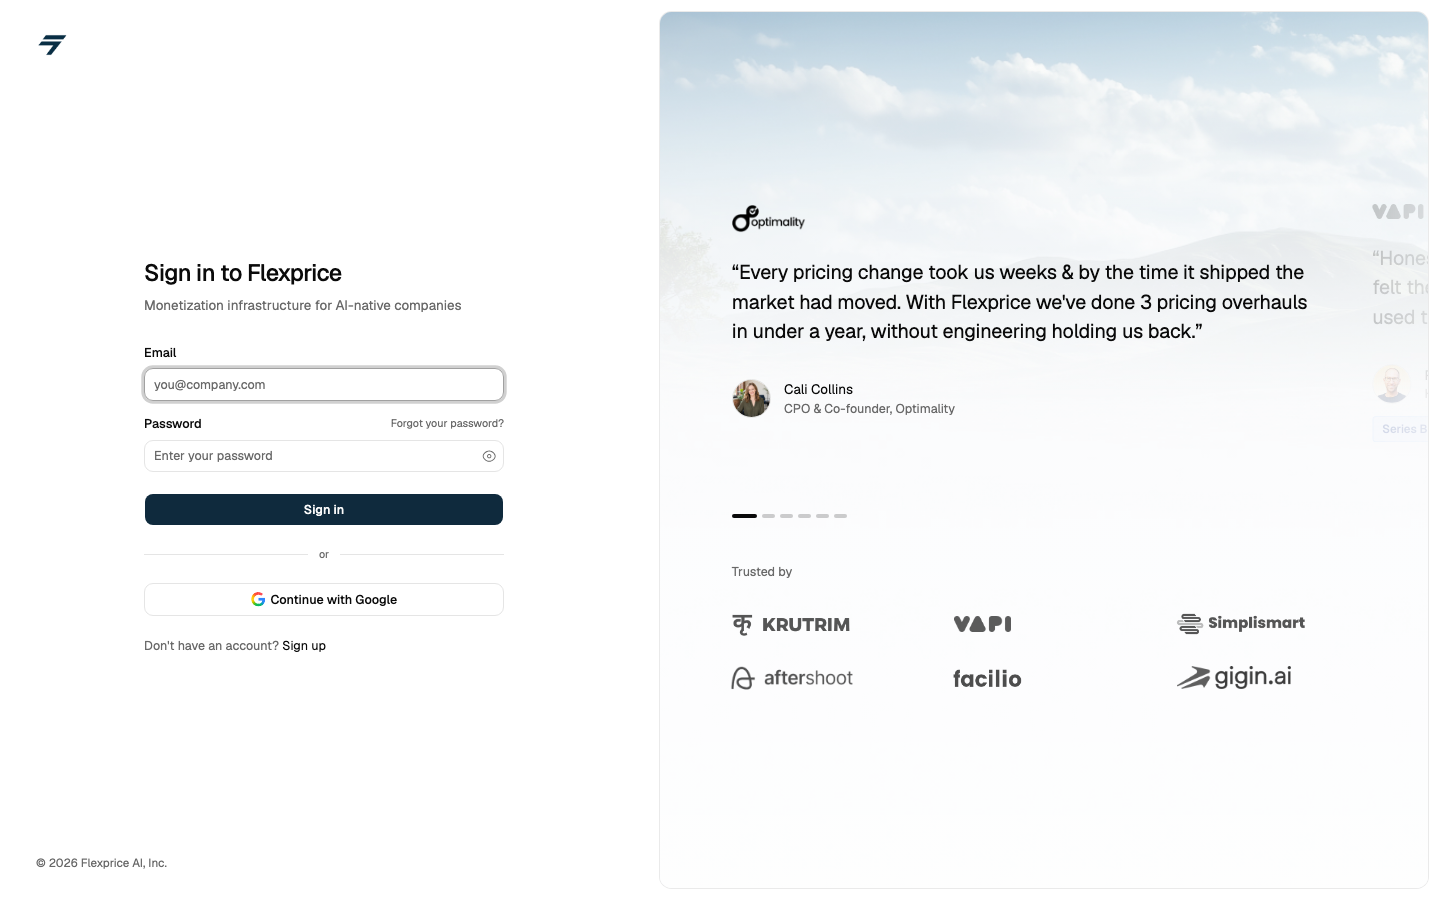 Sign in to Flexprice
Monetization infrastructure for AI-native companies
Email
you@company.com
Password
Forgot your password?
Enter your password
Sign in
or
Continue with Google
Don't have an account? Sign up
© 2026 Flexprice AI, Inc.
optimality
“Every pricing change took us weeks & by the time it shipped the
market had moved. With Flexprice we've done 3 pricing overhauls
in under a year, without engineering holding us back.”
Cali Collins
CPO & Co-founder, Optimality
VAPI
“Hones
felt the
used t
Series B
Trusted by
कृ KRUTRIM
VAPI
Simplismart
aftershoot
facilio
gigin.ai